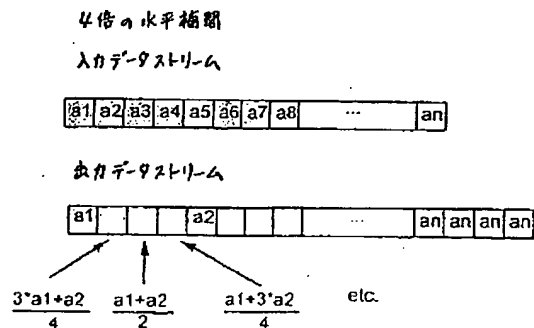 4倍の水平補間
入力データストリーム
a1 a2 a3 a4 a5 a6 a7 a8 ... an
出力データストリーム
a1 a2 ... an an an an
3*a1+a2 a1+a2 a1+3*a2 etc.
4 2 4